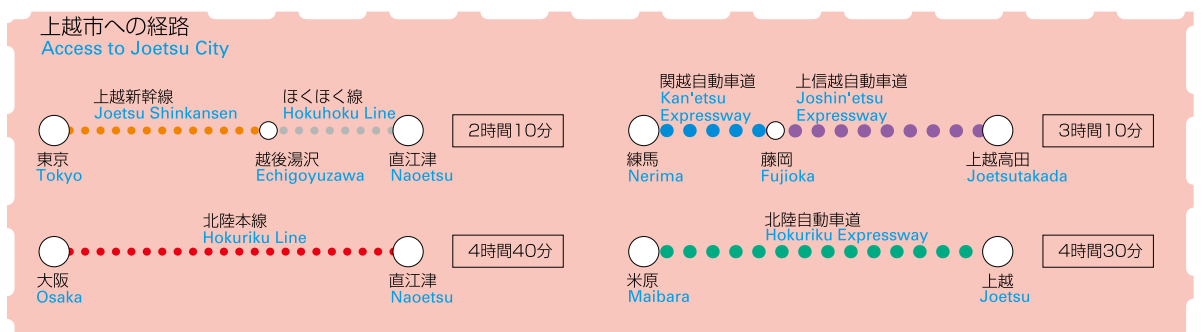 上越市への経路
Access to Joetsu City
上越新幹線
Joetsu Shinkansen
ほくほく線
Hokuhoku Line
2時間10分
東京
Tokyo
越後湯沢
Echigoyuzawa
直江津
Naoetsu
関越自動車道
Kan'etsu
Expressway
上信越自動車道
Joshin'etsu
Expressway
3時間10分
練馬
Nerima
藤岡
Fujioka
上越高田
Joetsutakada
北陸本線
Hokuriku Line
4時間40分
大阪
Osaka
直江津
Naoetsu
北陸自動車道
Hokuriku Expressway
4時間30分
米原
Maibara
上越
Joetsu